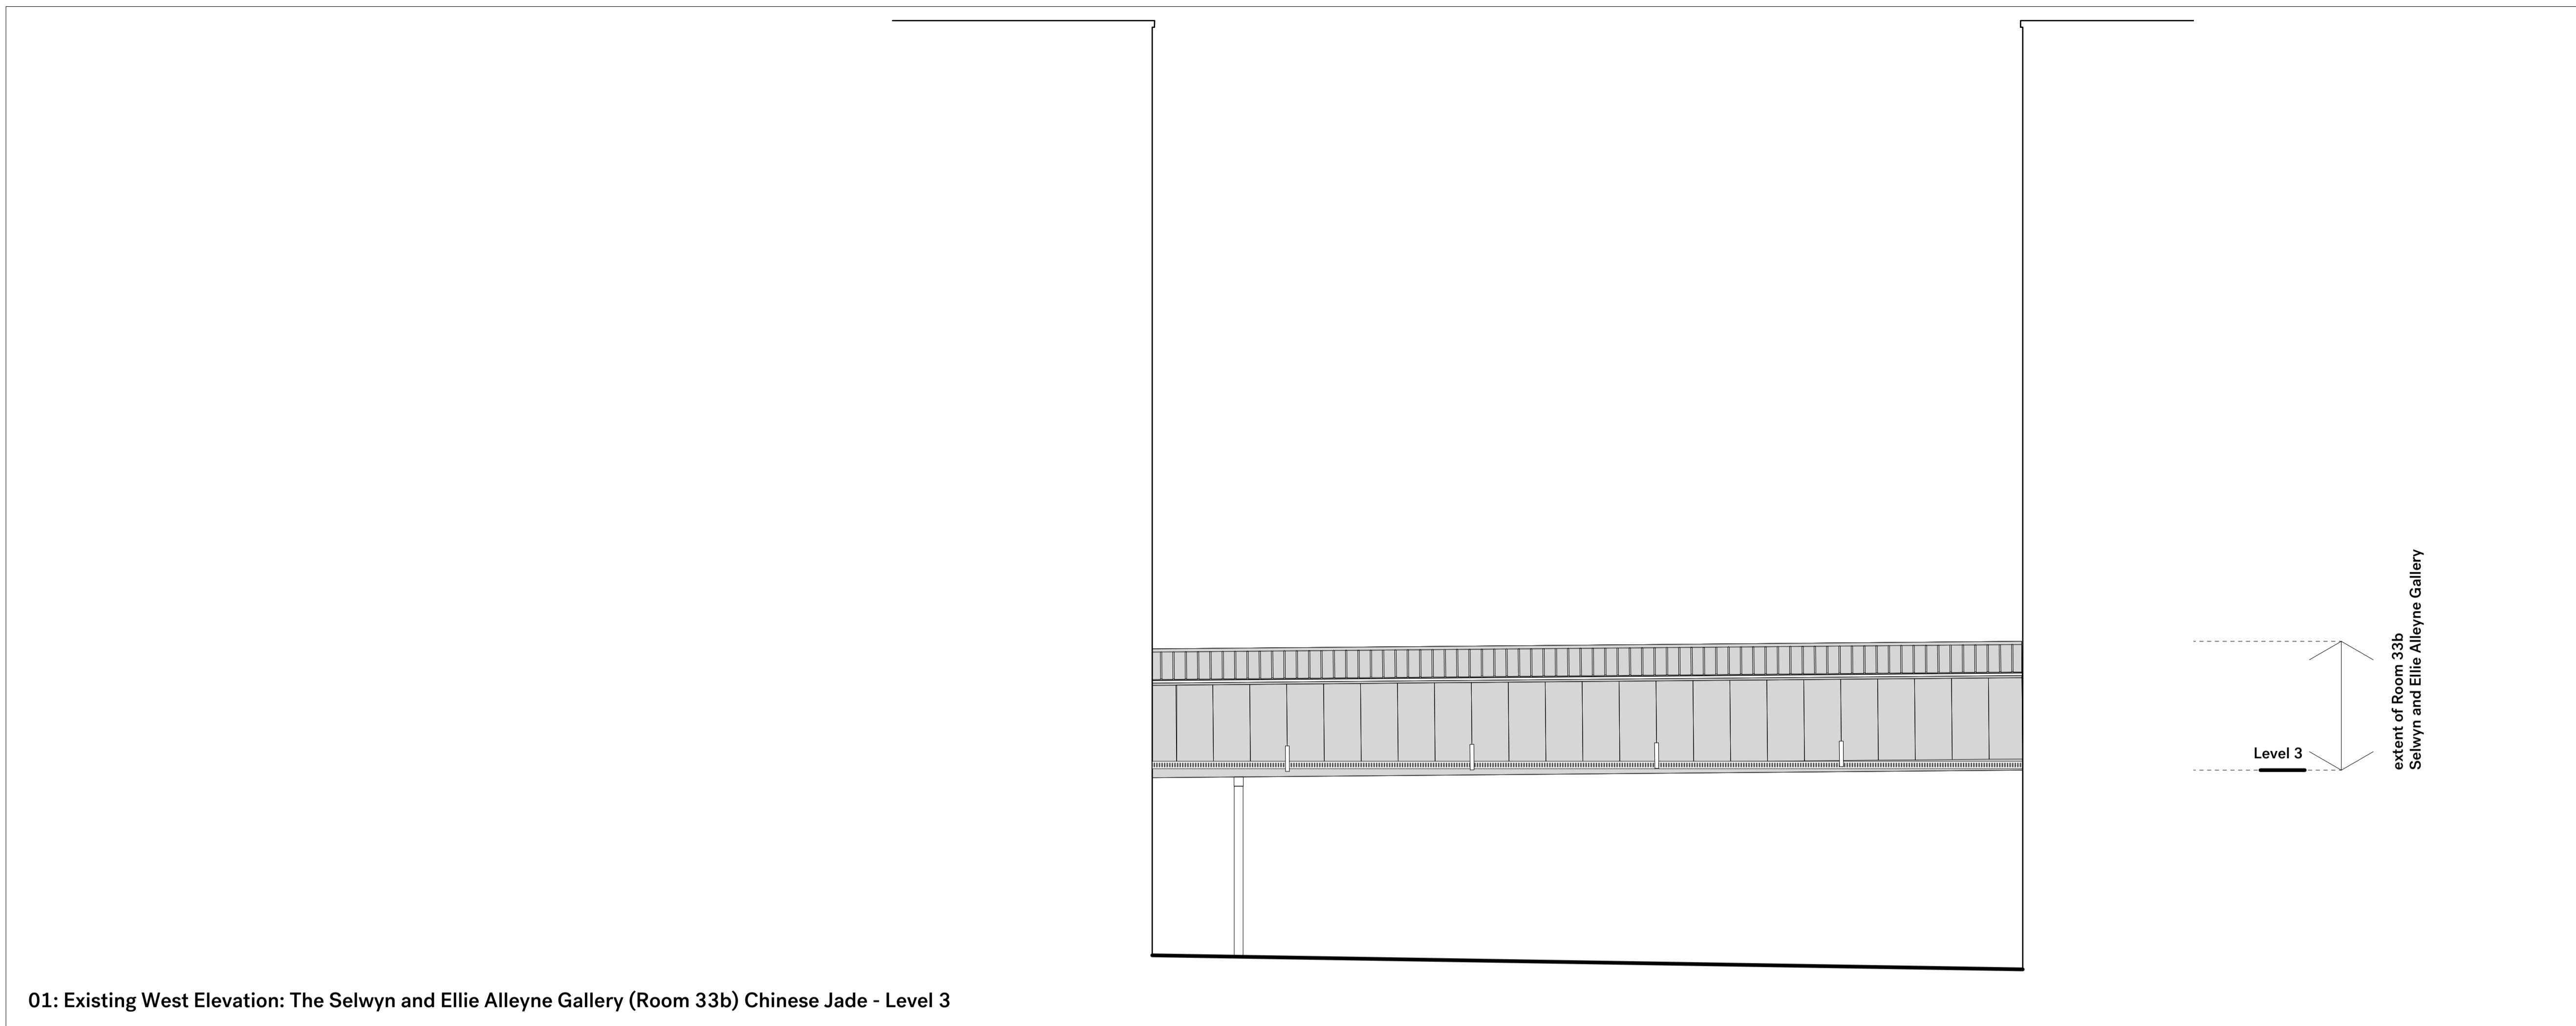 extent of Room 33b
Selwyn and Ellie Alleyne Gallery
Level 3
01: Existing West Elevation: The Selwyn and Ellie Alleyne Gallery (Room 33b) Chinese Jade - Level 3